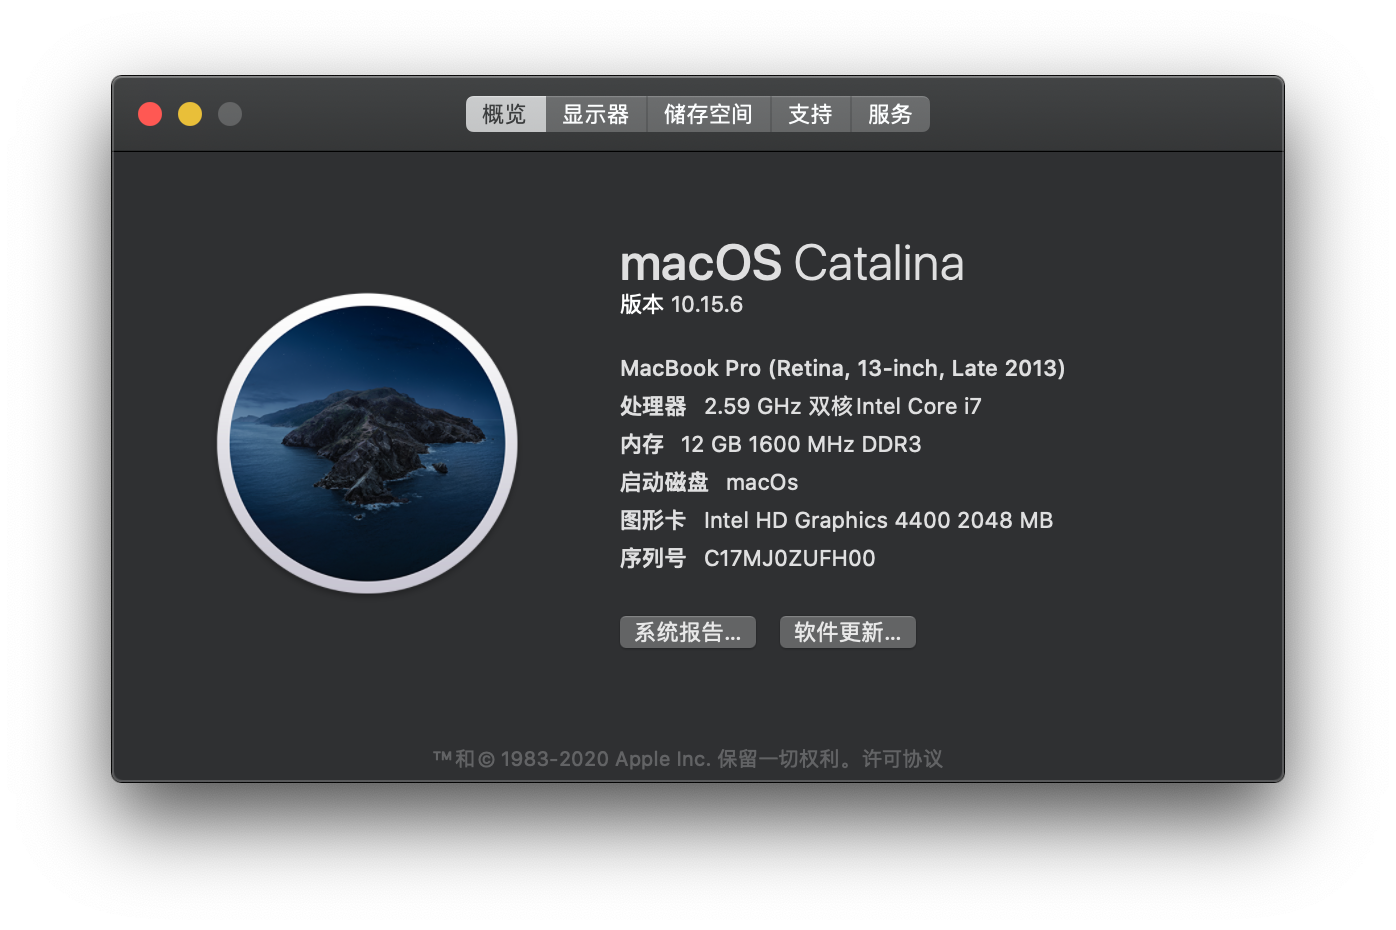 概览 显示器 储存空间 支持 服务
macOS Catalina
版本 10.15.6
MacBook Pro (Retina, 13-inch, Late 2013)
处理器 2.59 GHz 双核Intel Core i7
内存 12 GB 1600 MHz DDR3
启动磁盘 macOs
图形卡 Intel HD Graphics 4400 2048 MB
序列号 C17MJ0ZUFH00
系统报告... 软件更新...
™和© 1983-2020 Apple Inc. 保留一切权利。许可协议